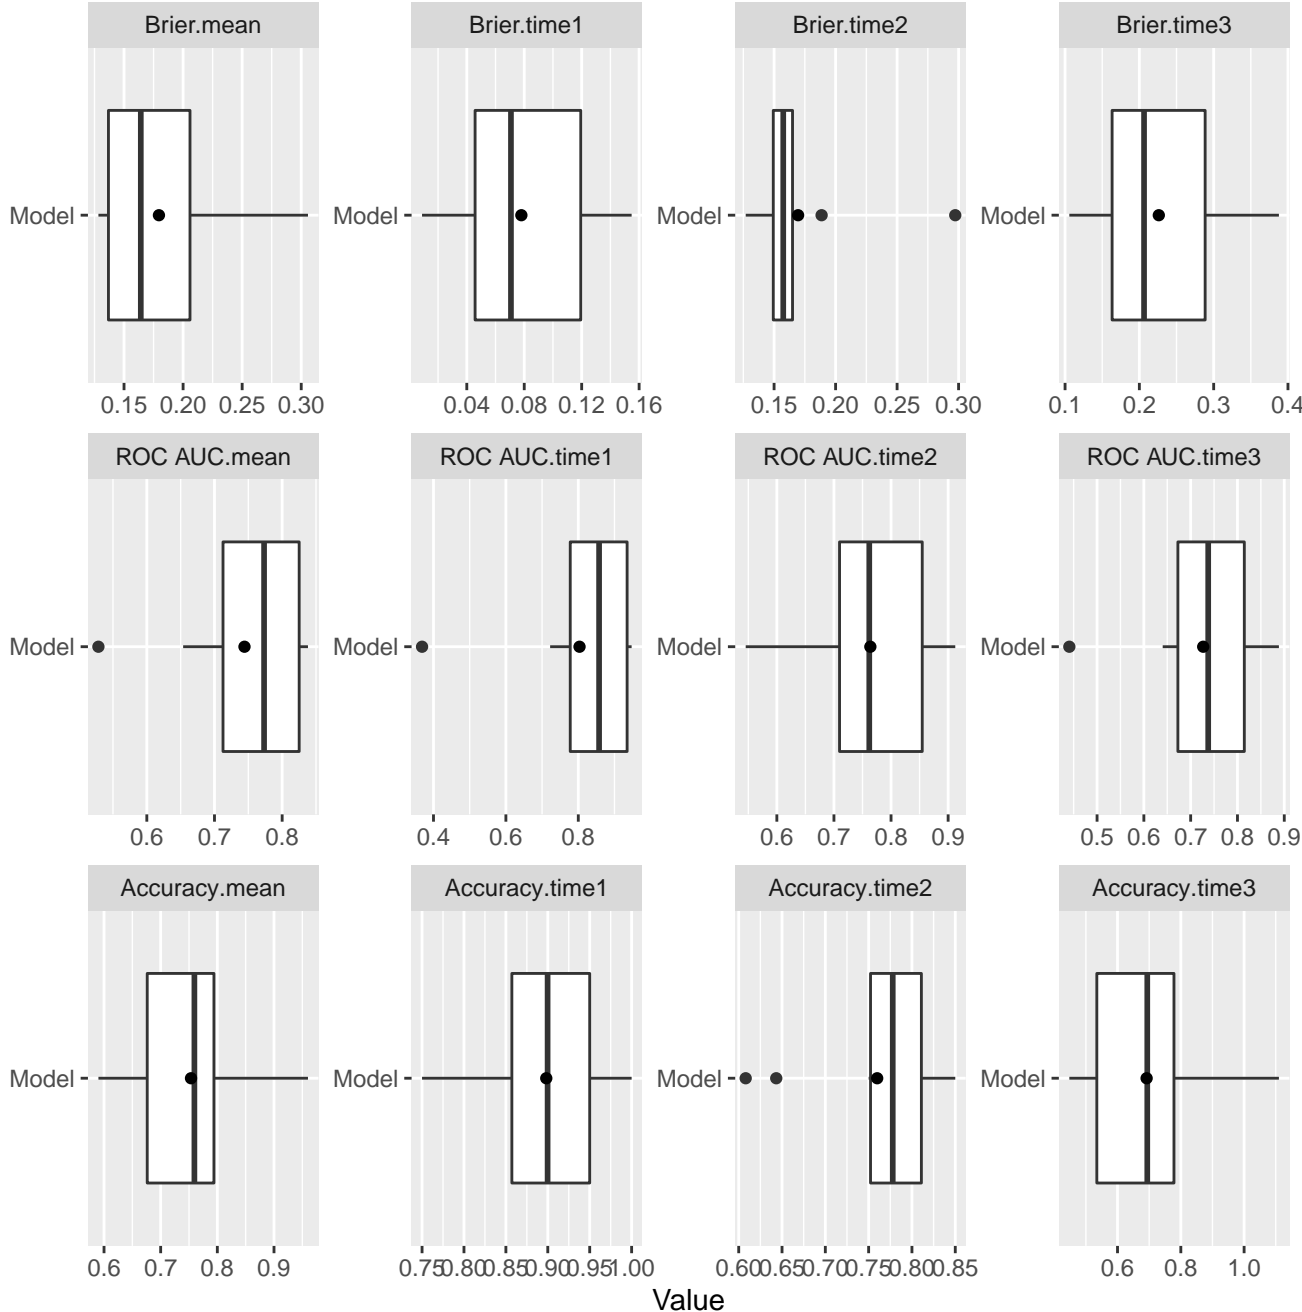 Brier.mean Brier.time1 Brier.time2 Brier.time3
Model Model Model Model
0.15 0.20 0.25 0.30 0.04 0.08 0.12 0.16 0.15 0.20 0.25 0.30 0.1 0.2 0.3 0.4
ROC AUC.mean ROC AUC.time1 ROC AUC.time2 ROC AUC.time3
Model Model Model Model
0.6 0.7 0.8 0.4 0.6 0.8 0.6 0.7 0.8 0.9 0.5 0.6 0.7 0.8 0.9
Accuracy.mean Accuracy.time1 Accuracy.time2 Accuracy.time3
Model Model Model Model
0.6 0.7 0.8 0.9 0.75 0.80 0.85 0.90 0.95 1.00 0.60 0.65 0.70 0.75 0.80 0.85 0.6 0.8 1.0
Value